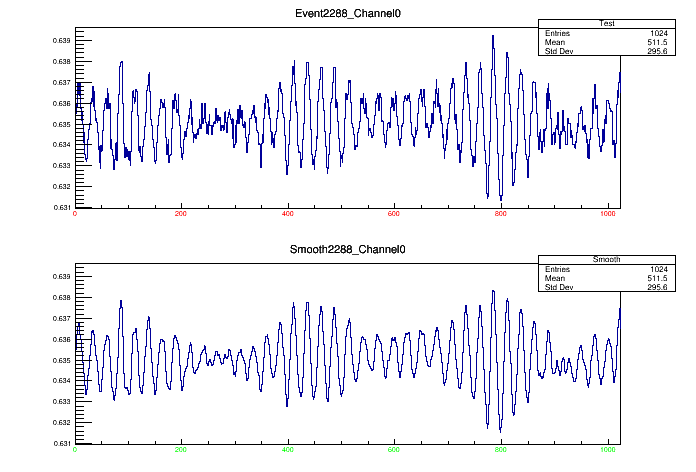 Event2288_Channel0
Test
Entries 1024
Mean 511.5
Std Dev 295.6
0.639
0.638
0.637
0.636
0.635
0.634
0.633
0.632
0.631
0 200 400 600 800 1000
Smooth2288_Channel0
Smooth
Entries 1024
Mean 511.5
Std Dev 295.6
0.639
0.638
0.637
0.636
0.635
0.634
0.633
0.632
0.631
0 200 400 600 800 1000